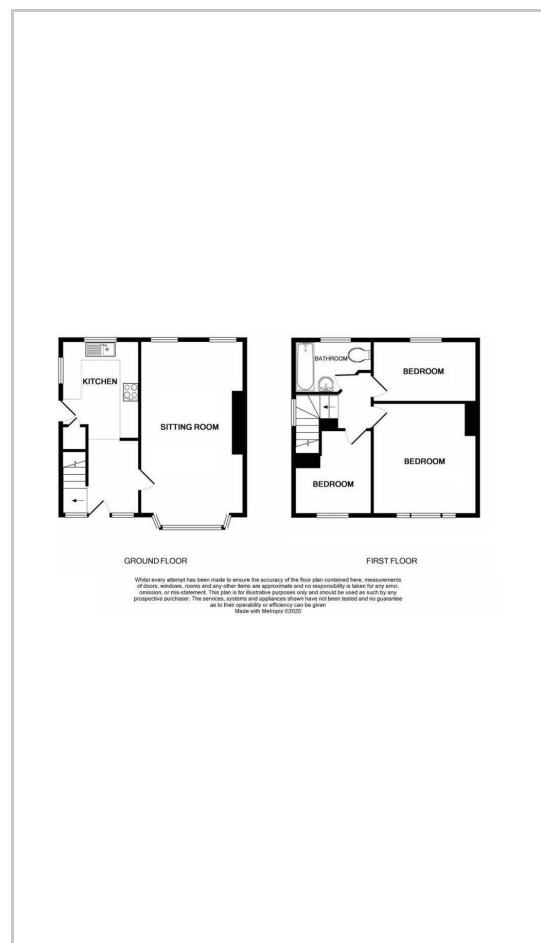 KITCHEN
SITTING ROOM
BATHROOM
BEDROOM
BEDROOM
BEDROOM
GROUND FLOOR
FIRST FLOOR
Whilst every attempt has been made to ensure the accuracy of the floor plan contained here, measurements
of doors, windows, rooms and any other items are approximate and no responsibility is taken for any error,
omission, or mis-statement. This plan is for illustrative purposes only and should be used as such by any
prospective purchaser. The services, systems and appliances shown have not been tested and no guarantee
as to their operability or efficiency can be given
Made with Metropix ©2020